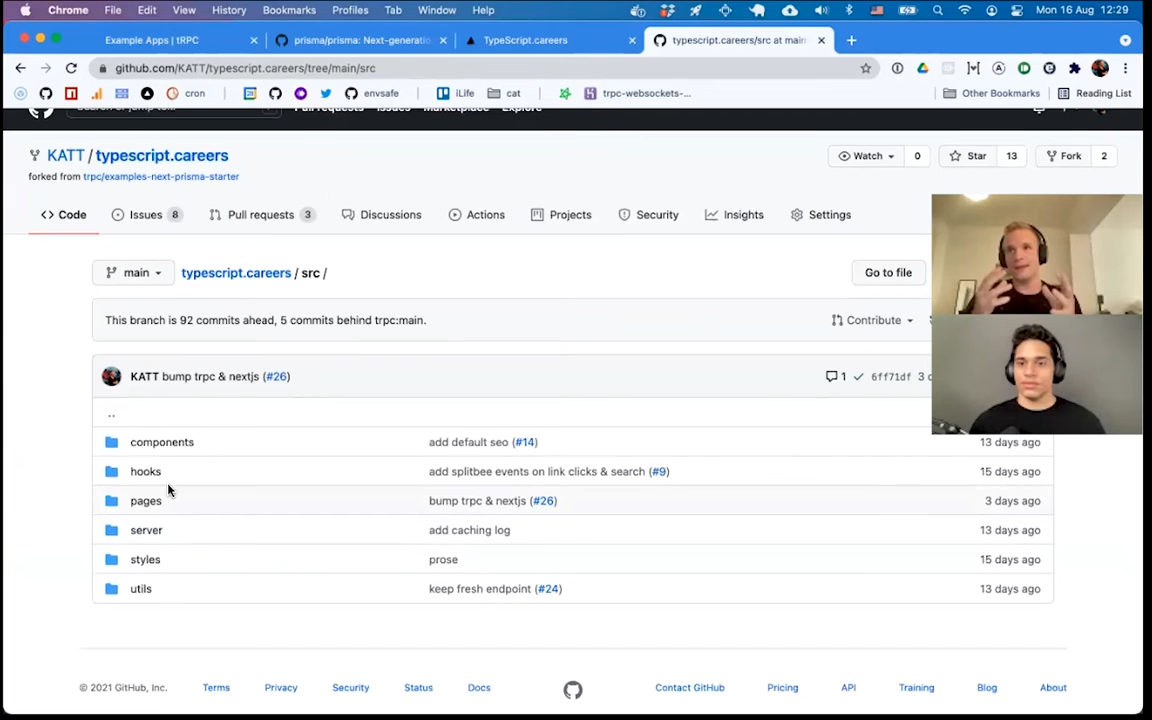 Chrome File Edit View History Bookmarks Profiles Tab Window Help Mon 16 Aug 12:29
Example Apps | tRPC prisma/prisma: Next-generatio TypeScript.careers typescript.careers/src at main
github.com/KATT/typescript.careers/tree/main/src
cron envsafe iLife cat trpc-websockets-... Other Bookmarks Reading List
Pull requests Issues Marketplace Explore
KATT / typescript.careers Watch 0 Star 13 Fork 2
forked from trpc/examples-next-prisma-starter
Code Issues 8 Pull requests 3 Discussions Actions Projects Security Insights Settings
main typescript.careers / src / Go to file
This branch is 92 commits ahead, 5 commits behind trpc:main. Contribute
KATT bump trpc & nextjs (#26) 1 6ff71df 3 d
..
components add default seo (#14) 13 days ago
hooks add splitbee events on link clicks & search (#9) 15 days ago
pages bump trpc & nextjs (#26) 3 days ago
server add caching log 13 days ago
styles prose 15 days ago
utils keep fresh endpoint (#24) 13 days ago
© 2021 GitHub, Inc. Terms Privacy Security Status Docs Contact GitHub Pricing API Training Blog About